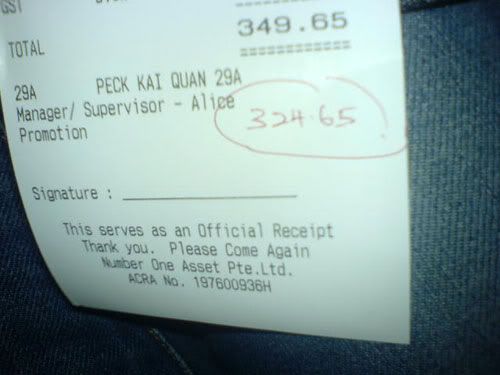 GST
349.65
TOTAL ============
29A PECK KAI QUAN 29A
Manager/ Supervisor - Alice
Promotion
324.65
Signature :
This serves as an Official Receipt
Thank you. Please Come Again
Number One Asset Pte.Ltd.
ACRA No. 197600936H